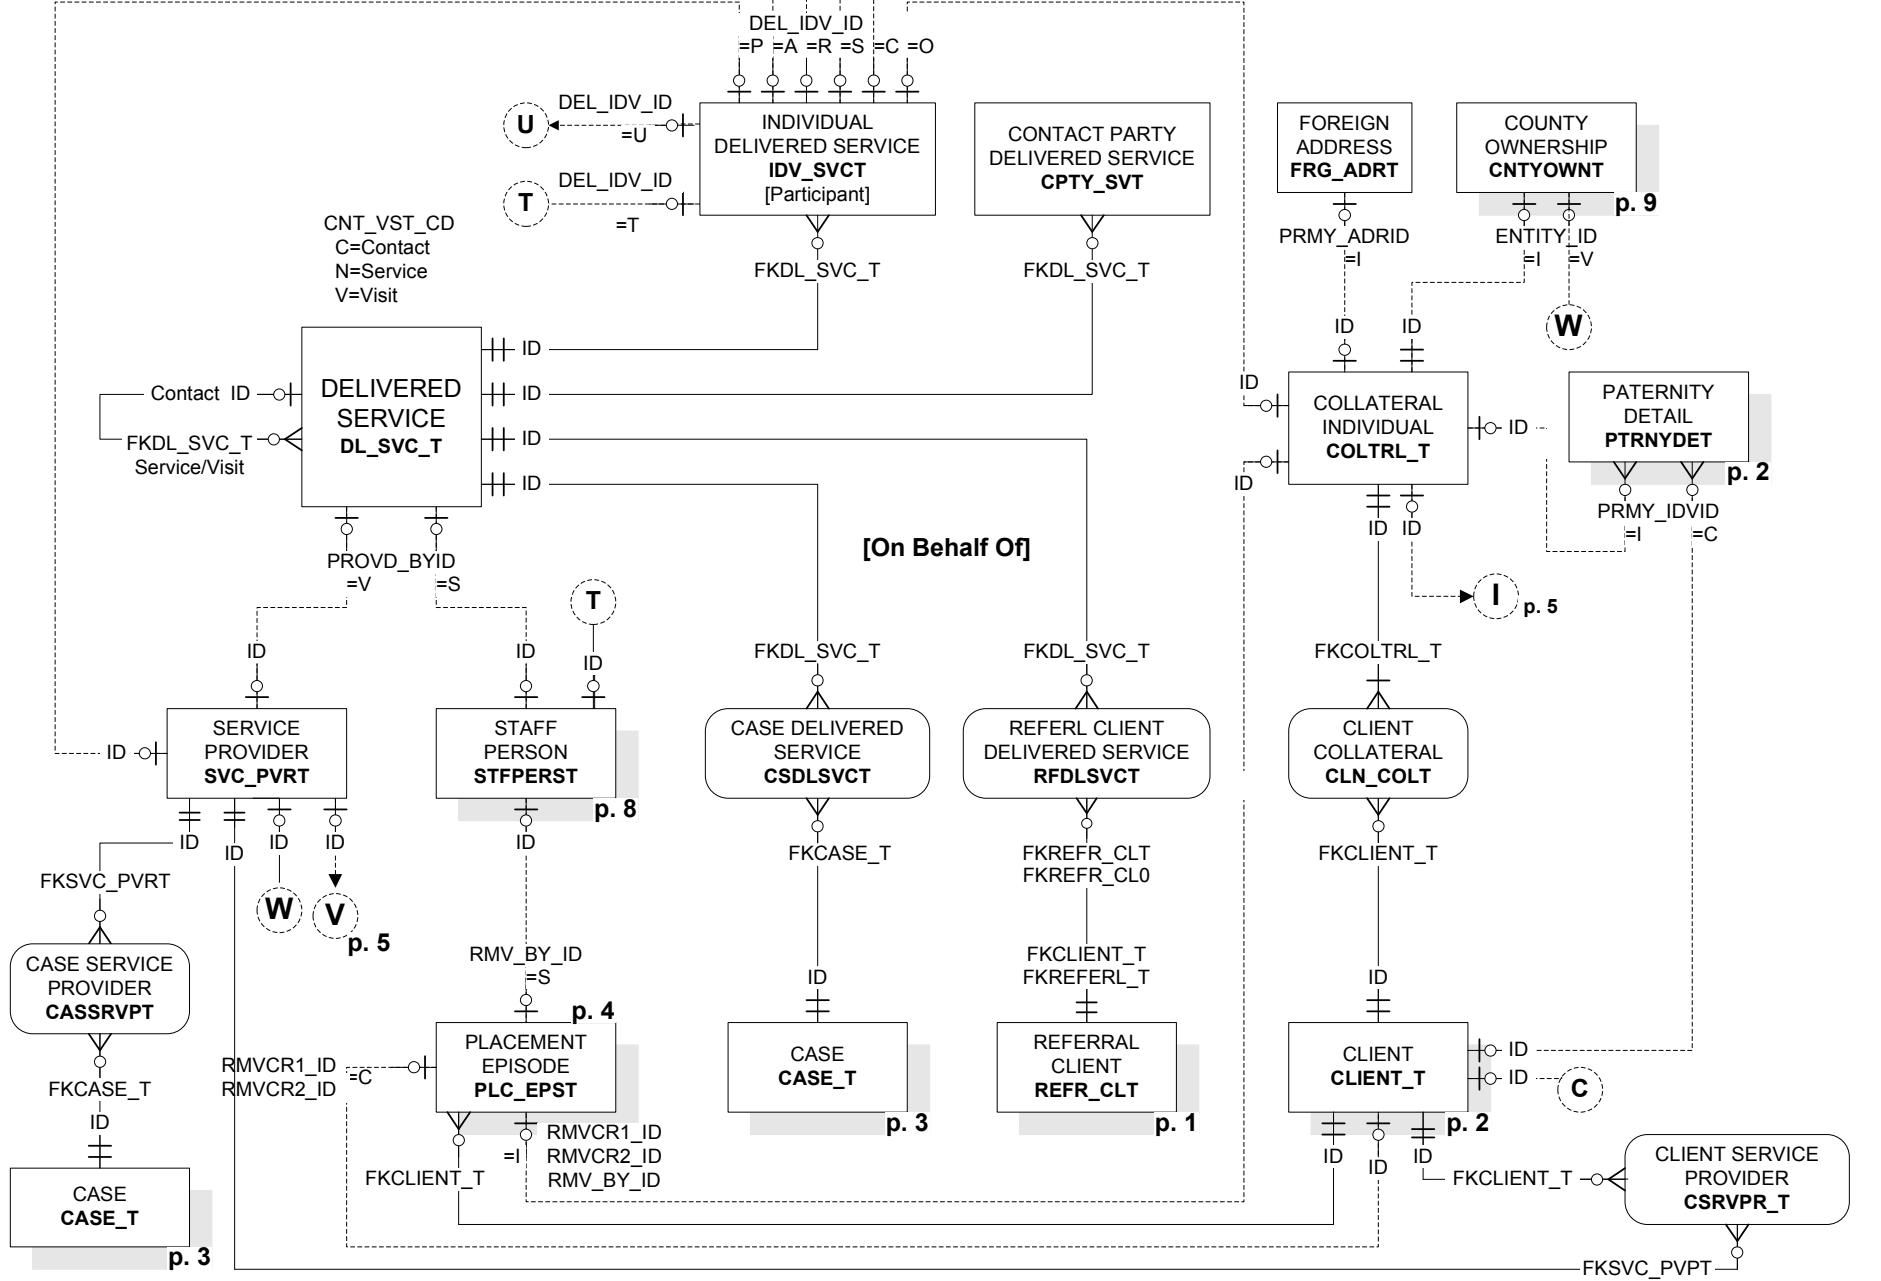 DEL_IDV_ID
=P =A =R =S =C =O
DEL_IDV_ID
U
=U
DEL_IDV_ID
T
=T
INDIVIDUAL
DELIVERED SERVICE
IDV_SVCT
[Participant]
CONTACT PARTY
DELIVERED SERVICE
CPTY_SVT
FOREIGN
ADDRESS
FRG_ADRT
COUNTY
OWNERSHIP
CNTYOWNT
p. 9
CNT_VST_CD
C=Contact
N=Service
V=Visit
FKDL_SVC_T
FKDL_SVC_T
PRMY_ADRID
=I
ENTITY_ID
=I
=V
W
ID
ID
DELIVERED
SERVICE
DL_SVC_T
ID
ID
ID
ID
Contact ID
FKDL_SVC_T
Service/Visit
ID
ID
COLLATERAL
INDIVIDUAL
COLTRL_T
ID
PATERNITY
DETAIL
PTRNYDET
p. 2
PRMY_IDVID
=I
=C
ID
ID
I
p. 5
[On Behalf Of]
PROVD_BYID
=V
=S
T
ID
ID
ID
FKDL_SVC_T
FKDL_SVC_T
FKCOLTRL_T
ID
SERVICE
PROVIDER
SVC_PVRT
STAFF
PERSON
STFPERST
p. 8
CASE DELIVERED
SERVICE
CSDLSVCT
REFERL CLIENT
DELIVERED SERVICE
RFDLSVCT
CLIENT
COLLATERAL
CLN_COLT
ID
ID
ID
ID
ID
FKCASE_T
FKREFR_CLT
FKREFR_CL0
FKCLIENT_T
FKSVC_PVRT
W
V
p. 5
CASE SERVICE
PROVIDER
CASSRVPT
RMV_BY_ID
=S
ID
FKCLIENT_T
FKREFERL_T
ID
p. 4
PLACEMENT
EPISODE
PLC_EPST
RMVCR1_ID
RMVCR2_ID
=C
CASE
CASE_T
p. 3
REFERRAL
CLIENT
REFR_CLT
p. 1
CLIENT
CLIENT_T
p. 2
ID
ID
C
FKCASE_T
ID
FKCLIENT_T
=I
RMVCR1_ID
RMVCR2_ID
RMV_BY_ID
ID
ID
ID
FKCLIENT_T
CLIENT SERVICE
PROVIDER
CSRVPR_T
CASE
CASE_T
p. 3
FKSVC_PVPT